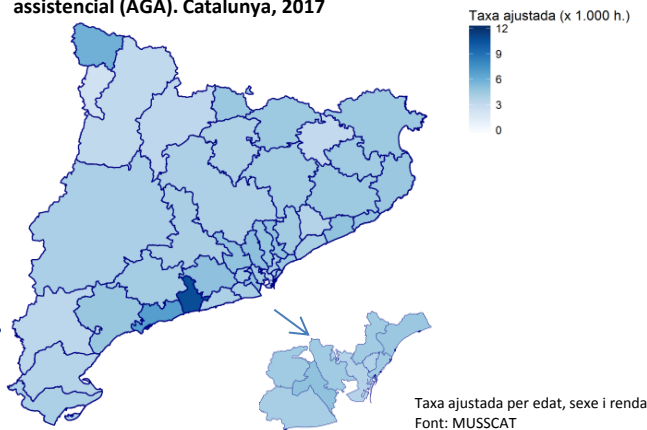 assistencial (AGA). Catalunya, 2017
Taxa ajustada (x 1.000 h.)
12
9
6
3
0
Taxa ajustada per edat, sexe i renda
Font: MUSSCAT